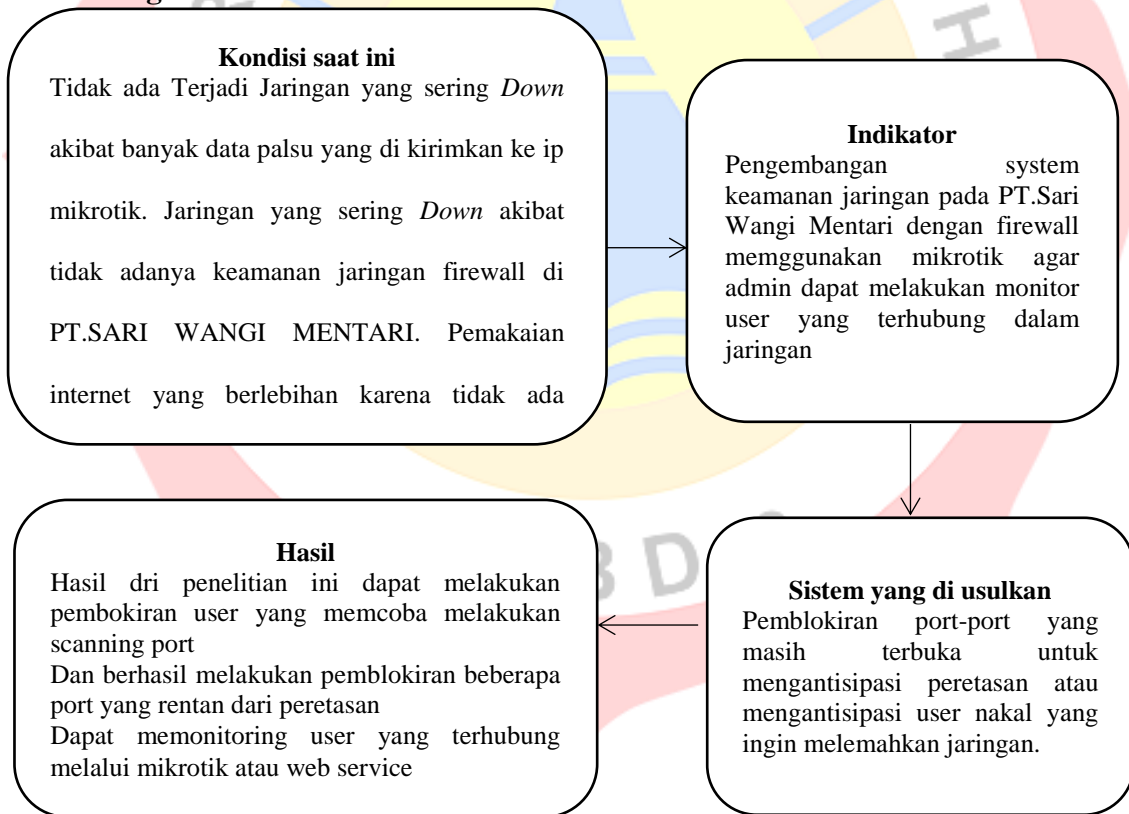 Kondisi saat ini
Tidak ada Terjadi Jaringan yang sering Down
akibat banyak data palsu yang di kirimkan ke ip
mikrotik. Jaringan yang sering Down akibat
tidak adanya keamanan jaringan firewall di
PT.SARI WANGI MENTARI. Pemakaian
internet yang berlebihan karena tidak ada
Indikator
Pengembangan system
keamanan jaringan pada PT.Sari
Wangi Mentari dengan firewall
memggunakan mikrotik agar
admin dapat melakukan monitor
user yang terhubung dalam
jaringan
Sistem yang di usulkan
Pemblokiran port-port yang
masih terbuka untuk
mengantisipasi peretasan atau
mengantisipasi user nakal yang
ingin melemahkan jaringan.
Hasil
Hasil dri penelitian ini dapat melakukan
pembokiran user yang memcoba melakukan
scanning port
Dan berhasil melakukan pemblokiran beberapa
port yang rentan dari peretasan
Dapat memonitoring user yang terhubung
melalui mikrotik atau web service